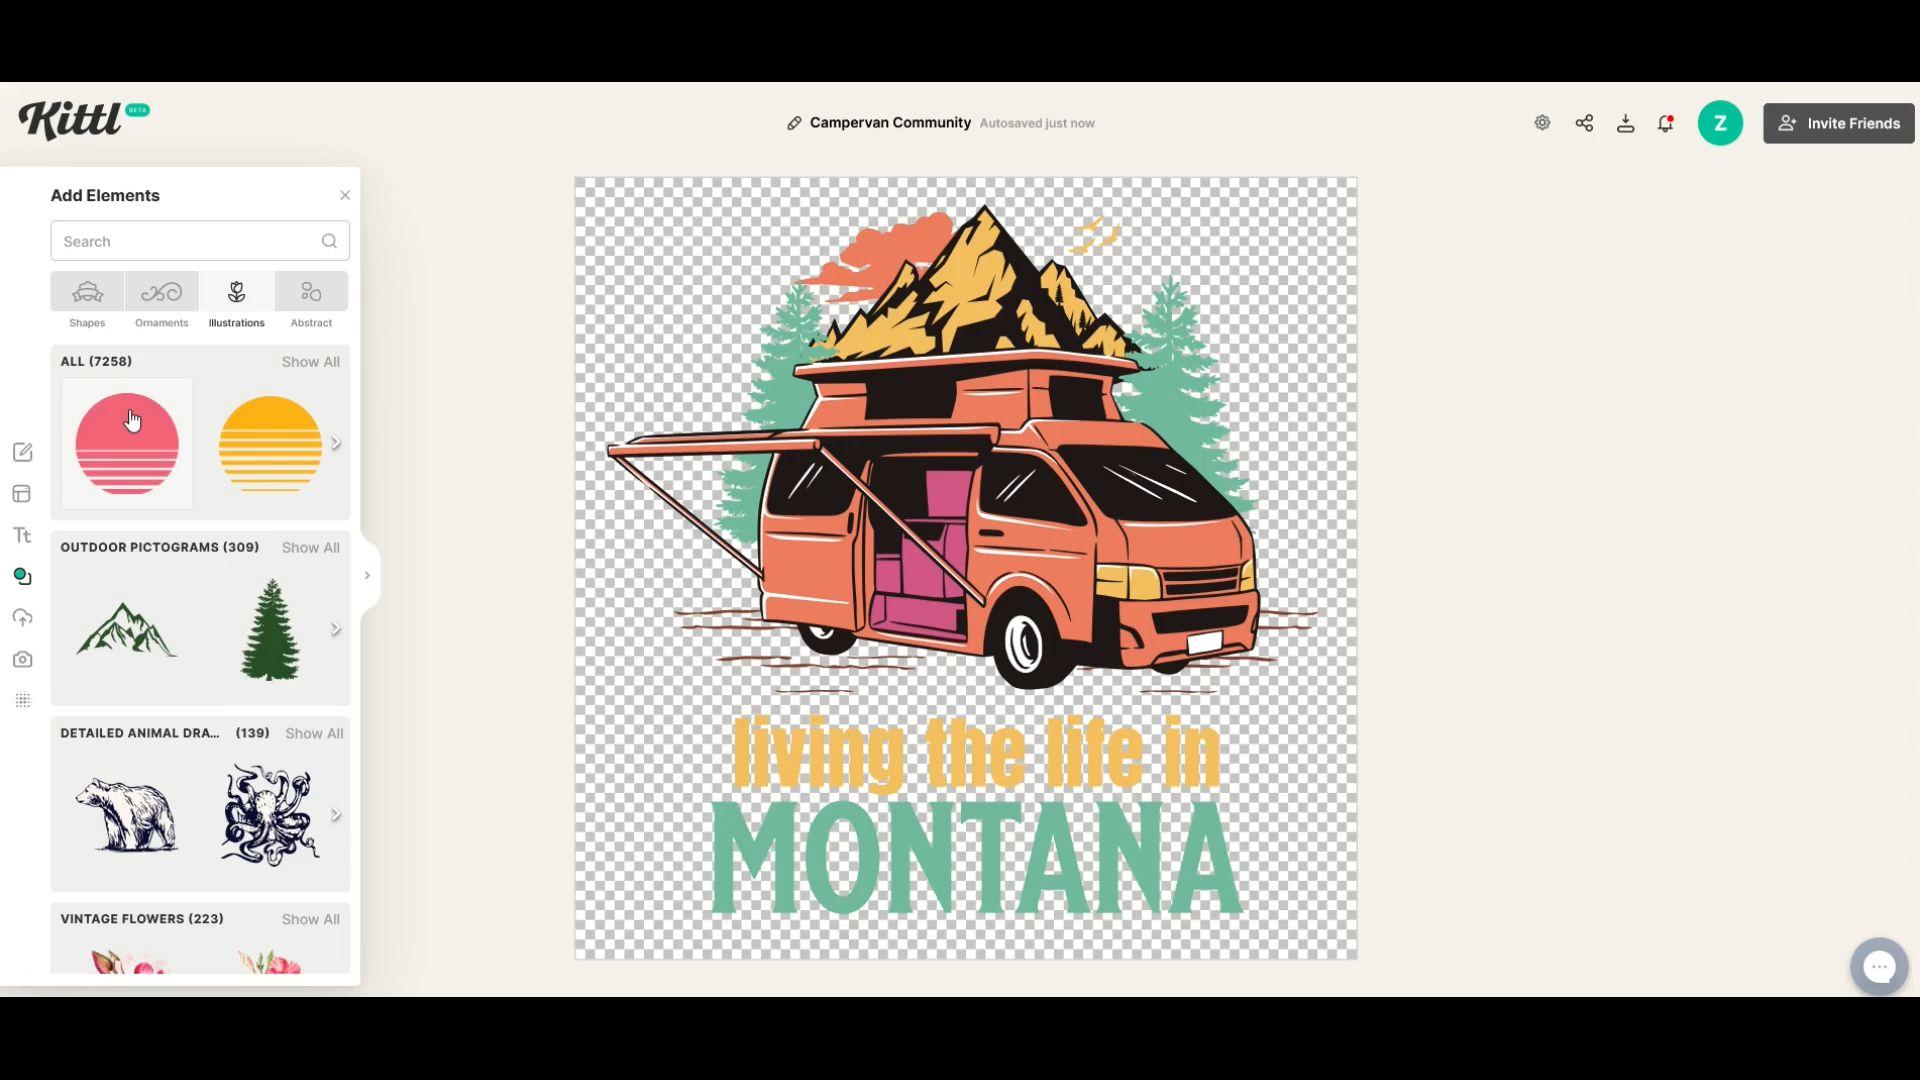 Kittl BETA
Campervan Community Autosaved just now
Z
Invite Friends
Add Elements
Search
Shapes Ornaments Illustrations Abstract
ALL (7258) Show All
OUTDOOR PICTOGRAMS (309) Show All
DETAILED ANIMAL DRA... (139) Show All
VINTAGE FLOWERS (223) Show All
Tt
living the life in
MONTANA